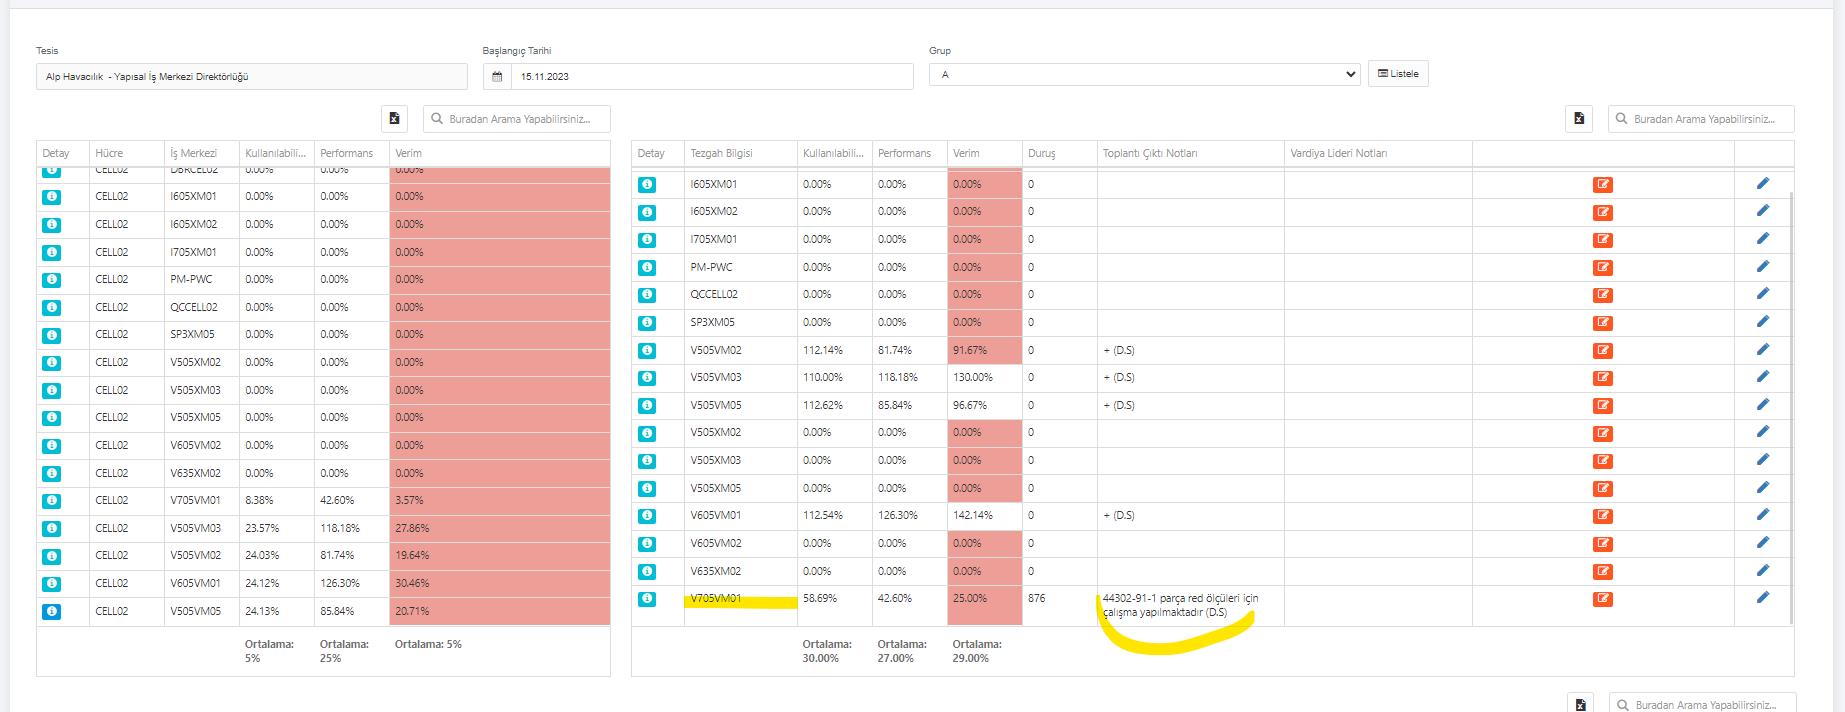 Tesis
Başlangıç Tarihi
Grup
Alp Havacılık - Yapısal İş Merkezi Direktörlüğü
15.11.2023
A
Listele
Buradan Arama Yapabilirsiniz...
Buradan Arama Yapabilirsiniz...
Detay Hücre İş Merkezi Kullanılabili... Performans Verim
CELL02 DBRCEL02 0.00% 0.00% 0.00%
CELL02 I605XM01 0.00% 0.00% 0.00%
CELL02 I605XM02 0.00% 0.00% 0.00%
CELL02 I705XM01 0.00% 0.00% 0.00%
CELL02 PM-PWC 0.00% 0.00% 0.00%
CELL02 QCCELL02 0.00% 0.00% 0.00%
CELL02 SP3XM05 0.00% 0.00% 0.00%
CELL02 V505XM02 0.00% 0.00% 0.00%
CELL02 V505XM03 0.00% 0.00% 0.00%
CELL02 V505XM05 0.00% 0.00% 0.00%
CELL02 V605VM02 0.00% 0.00% 0.00%
CELL02 V635XM02 0.00% 0.00% 0.00%
CELL02 V705VM01 8.38% 42.60% 3.57%
CELL02 V505VM03 23.57% 118.18% 27.86%
CELL02 V505VM02 24.03% 81.74% 19.64%
CELL02 V605VM01 24.12% 126.30% 30.46%
CELL02 V505VM05 24.13% 85.84% 20.71%
Ortalama: Ortalama: Ortalama: 5%
5% 25%
Detay Tezgah Bilgisi Kullanılabili... Performans Verim Duruş Toplantı Çıktı Notları Vardiya Lideri Notları
I605XM01 0.00% 0.00% 0.00% 0
I605XM02 0.00% 0.00% 0.00% 0
I705XM01 0.00% 0.00% 0.00% 0
PM-PWC 0.00% 0.00% 0.00% 0
QCCELL02 0.00% 0.00% 0.00% 0
SP3XM05 0.00% 0.00% 0.00% 0
V505VM02 112.14% 81.74% 91.67% 0 + (D.S)
V505VM03 110.00% 118.18% 130.00% 0 + (D.S)
V505VM05 112.62% 85.84% 96.67% 0 + (D.S)
V505XM02 0.00% 0.00% 0.00% 0
V505XM03 0.00% 0.00% 0.00% 0
V505XM05 0.00% 0.00% 0.00% 0
V605VM01 112.54% 126.30% 142.14% 0 + (D.S)
V605VM02 0.00% 0.00% 0.00% 0
V635XM02 0.00% 0.00% 0.00% 0
V705VM01 58.69% 42.60% 25.00% 876 44302-91-1 parça red ölçüleri için
çalışma yapılmaktadır (D.S)
Ortalama: Ortalama: Ortalama:
30.00% 27.00% 29.00%
Buradan Arama Yapabilirsiniz...